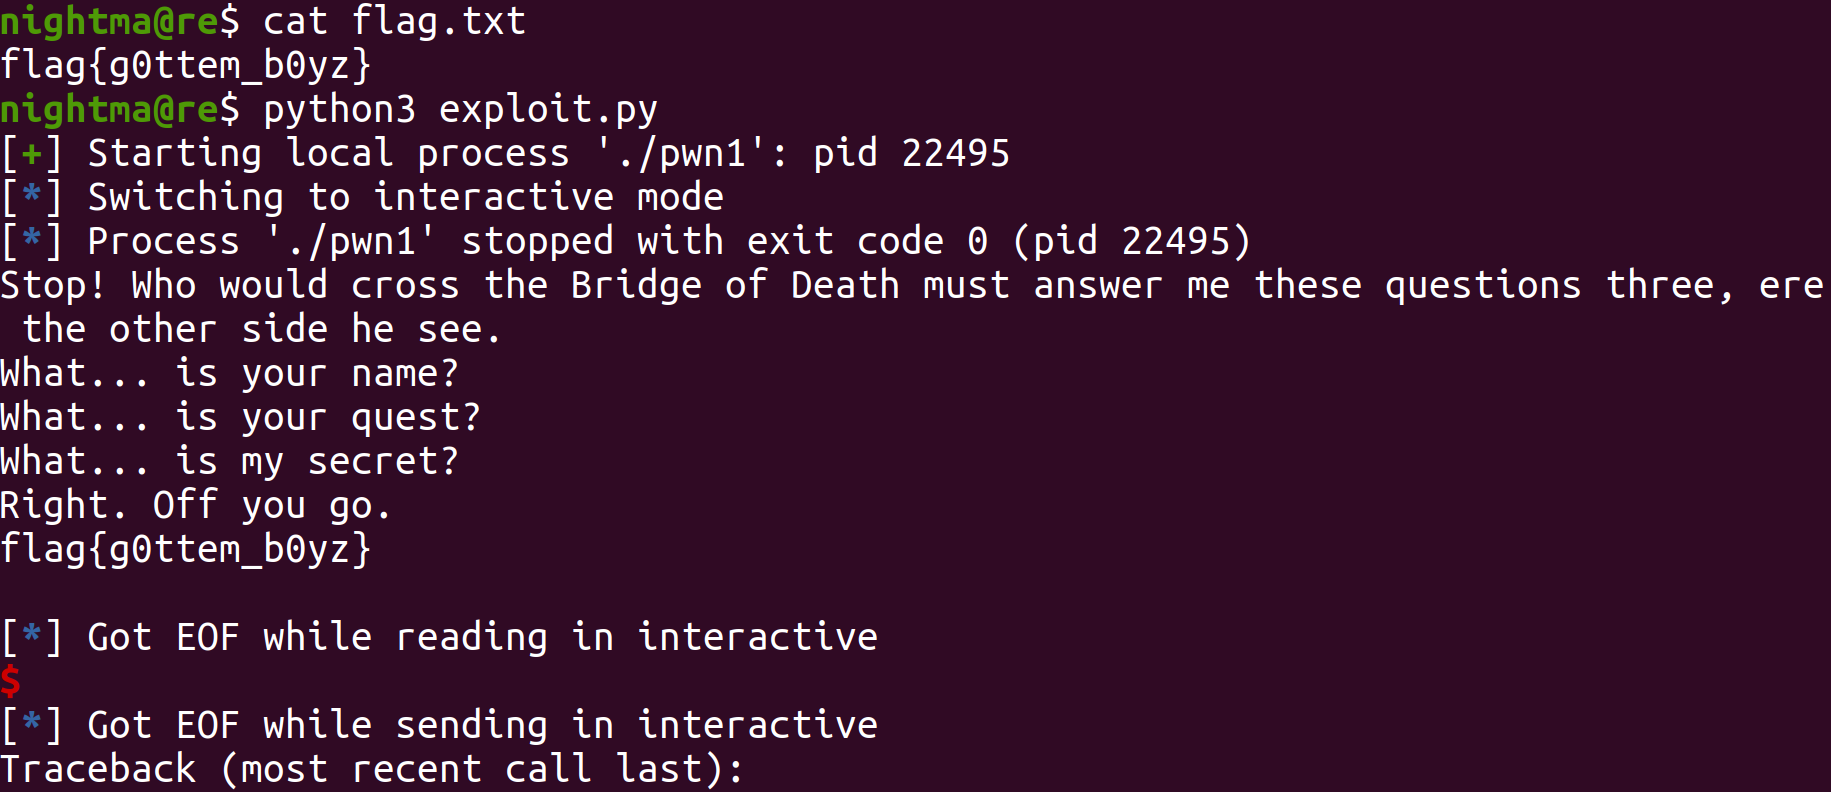 nightma@re$ cat flag.txt
flag{g0ttem_b0yz}
nightma@re$ python3 exploit.py
[+] Starting local process './pwn1': pid 22495
[*] Switching to interactive mode
[*] Process './pwn1' stopped with exit code 0 (pid 22495)
Stop! Who would cross the Bridge of Death must answer me these questions three, ere
 the other side he see.
What... is your name?
What... is your quest?
What... is my secret?
Right. Off you go.
flag{g0ttem_b0yz}

[*] Got EOF while reading in interactive
$
[*] Got EOF while sending in interactive
Traceback (most recent call last):